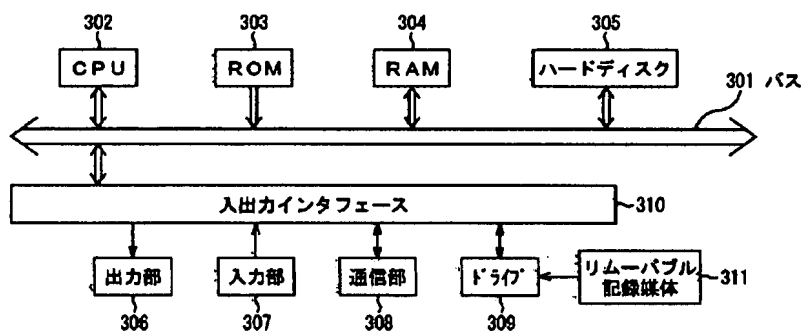 302
303
304
305
CPU
ROM
RAM
ハードディスク
301 バス
入出力インタフェース
310
出力部
入力部
通信部
ドライブ
リムーバブル
記録媒体
311
306
307
308
309